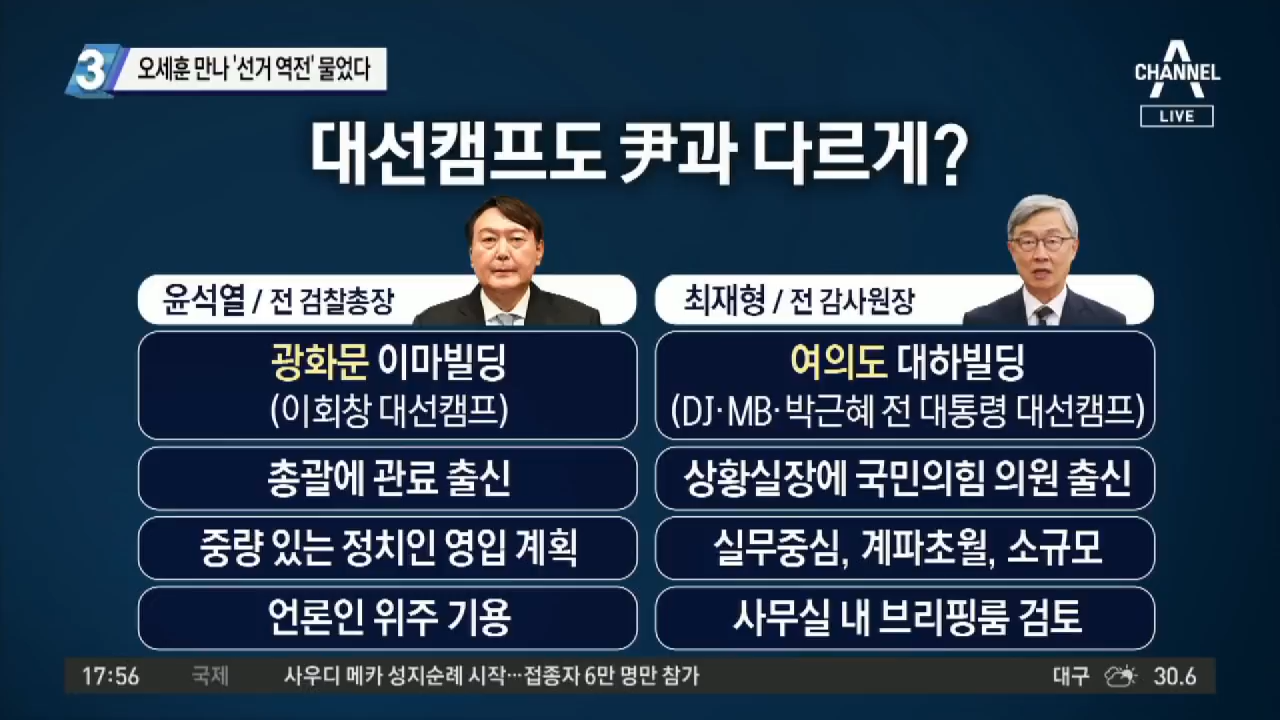 3 오세훈 만나 '선거 역전' 물었다
CHANNEL A
LIVE
대선캠프도 尹과 다르게?
윤석열 / 전 검찰총장
광화문 이마빌딩
(이회창 대선캠프)
총괄에 관료 출신
중량 있는 정치인 영입 계획
언론인 위주 기용
최재형 / 전 감사원장
여의도 대하빌딩
(DJ·MB·박근혜 전 대통령 대선캠프)
상황실장에 국민의힘 의원 출신
실무중심, 계파초월, 소규모
사무실 내 브리핑룸 검토
17:56 국제 사우디 메카 성지순례 시작…접종자 6만 명만 참가 대구 30.6